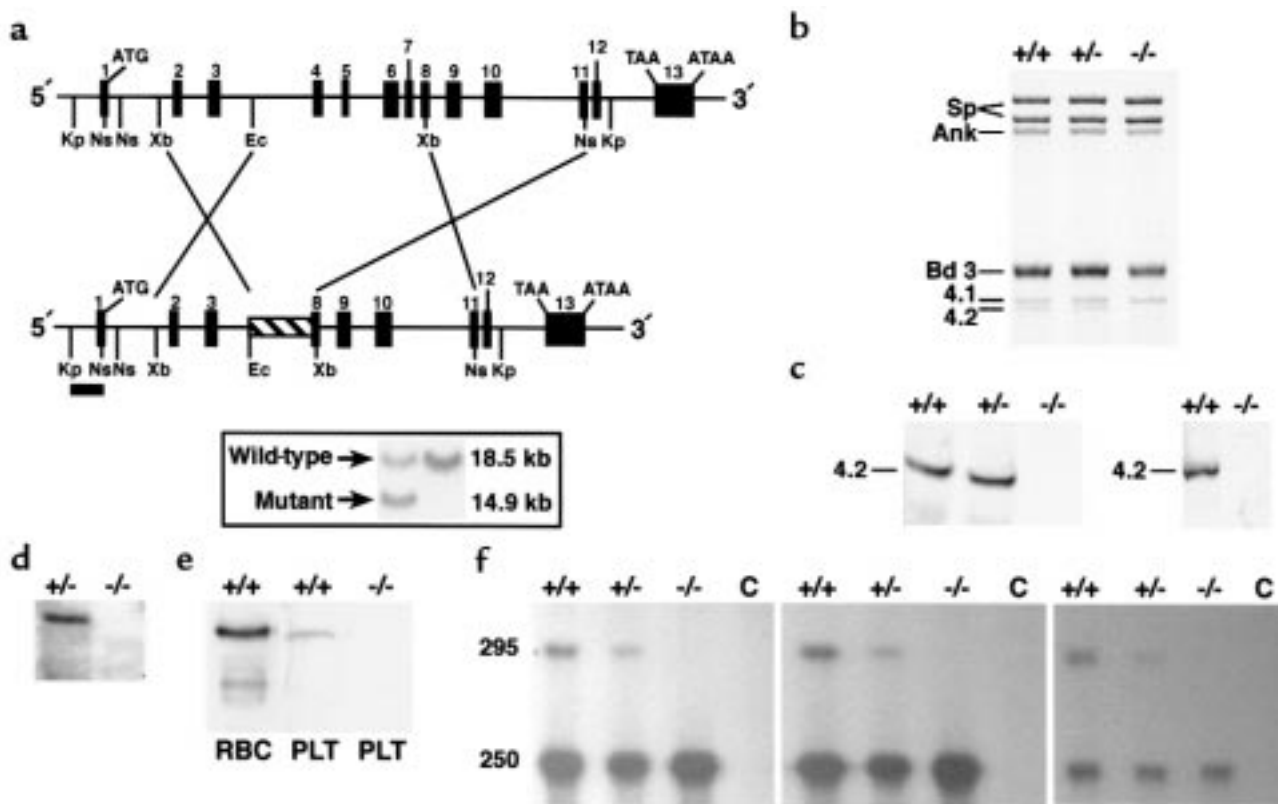 a
ATG
7
12
TAA
ATAA
1
2
3
4
5
6
8
9
10
11
13
5´
3´
Kp
Ns
Ns
Xb
Ec
Xb
Ns
Kp
ATG
12
TAA
ATAA
1
2
3
8
9
10
11
13
5´
3´
Kp
Ns
Ns
Xb
Ec
Xb
Ns
Kp
Wild-type
18.5 kb
Mutant
14.9 kb
b
+/+ +/- -/-
Sp
Ank
Bd 3
4.1
4.2
c
+/+ +/- -/-
4.2
+/+ -/-
4.2
d
+/- -/-
e
+/+ +/+ -/-
RBC PLT PLT
f
+/+ +/- -/- C
+/+ +/- -/- C
+/+ +/- -/- C
295
250